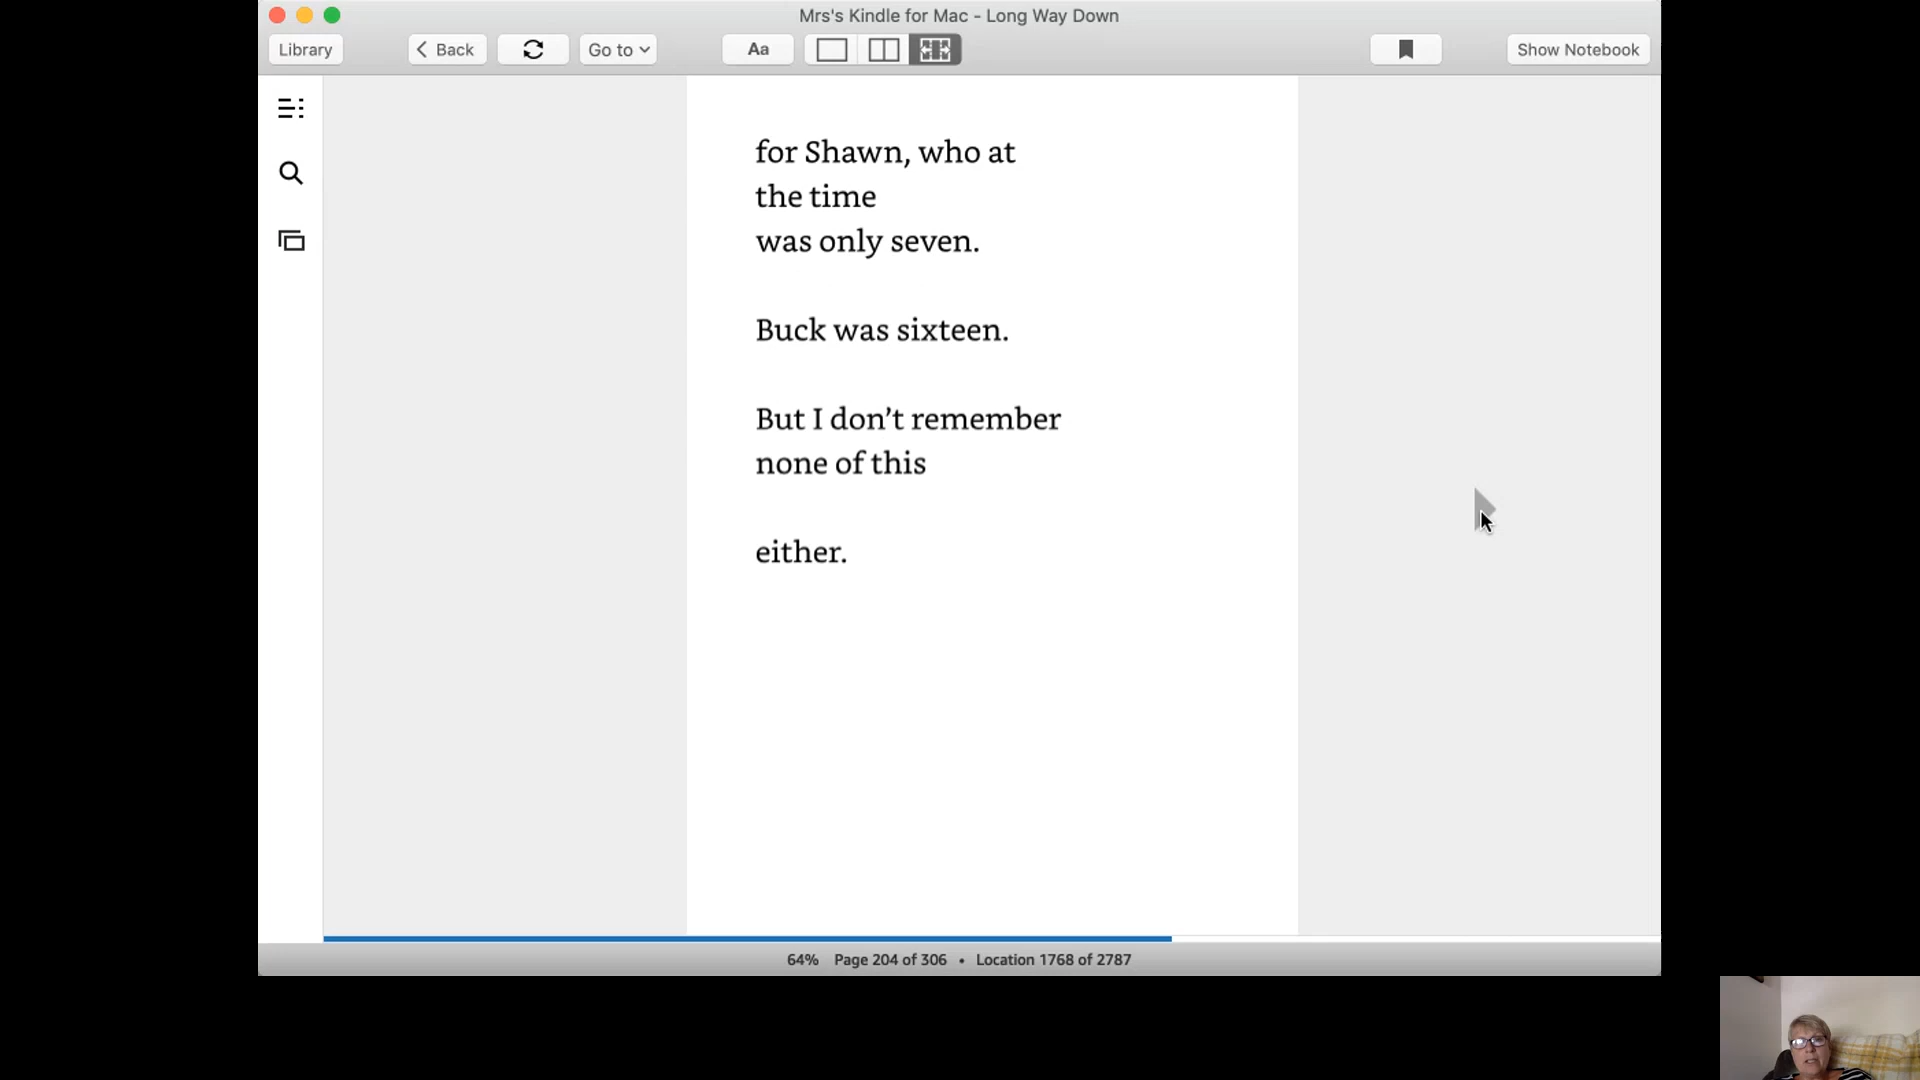 Mrs's Kindle for Mac - Long Way Down
Library
Back
Go to
Aa
Show Notebook
for Shawn, who at
the time
was only seven.
Buck was sixteen.
But I don’t remember
none of this
either.
64% Page 204 of 306 • Location 1768 of 2787